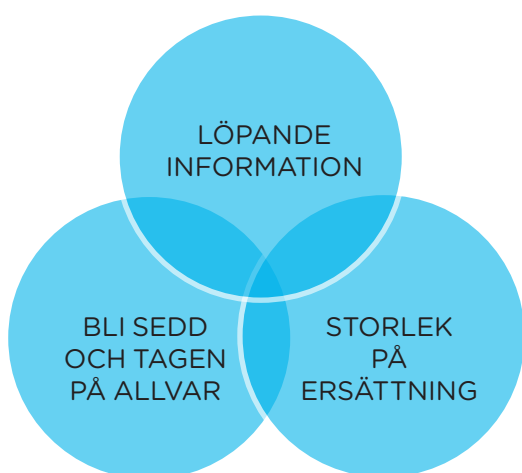 LÖPANDE
INFORMATION
BLI SEDD
OCH TAGEN
PÅ ALLVAR
STORLEK
PÅ
ERSÄTTNING